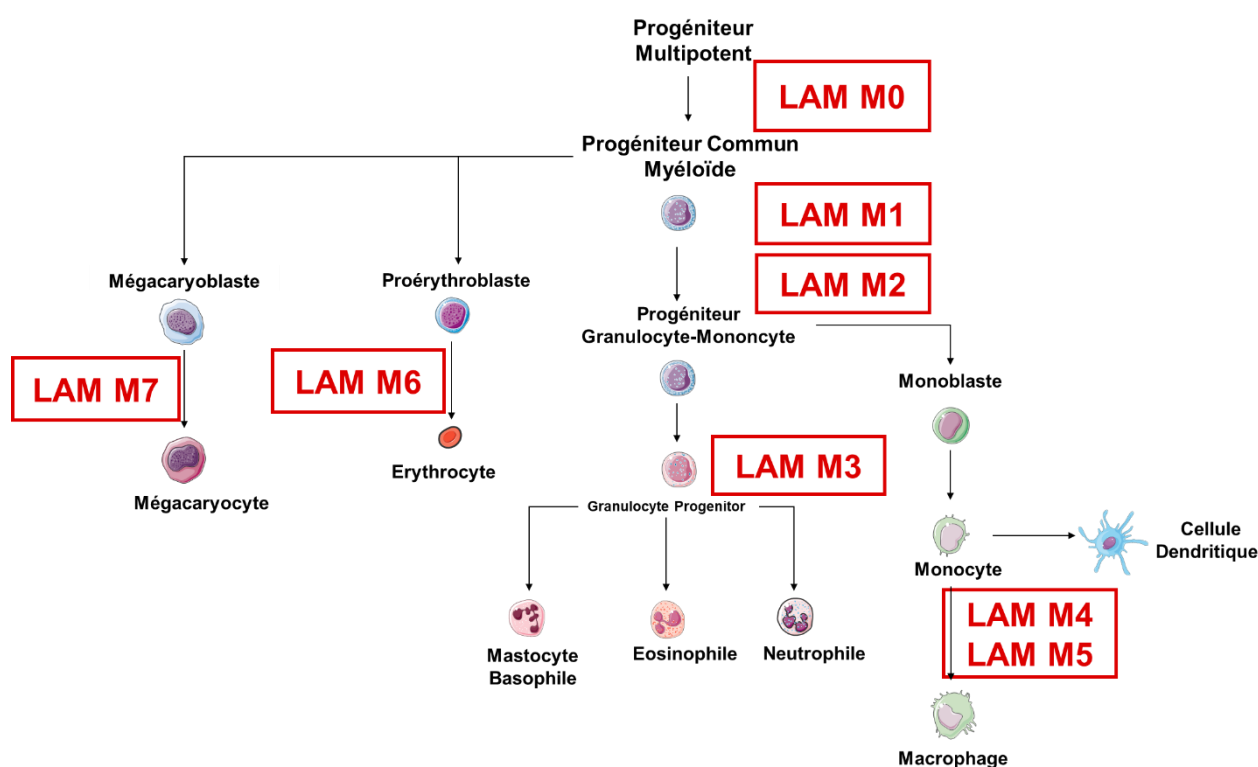 Progéniteur
Multipotent
LAM M0
Progéniteur Commun
Myéloïde
LAM M1
Mégacaryoblaste
Proérythroblaste
LAM M2
Progéniteur
Granulocyte-Mononcyte
LAM M7
LAM M6
Monoblaste
LAM M3
Mégacaryocyte
Erythrocyte
Granulocyte Progenitor
Cellule
Dendritique
Monocyte
Mastocyte
Basophile
Eosinophile
Neutrophile
LAM M4
LAM M5
Macrophage